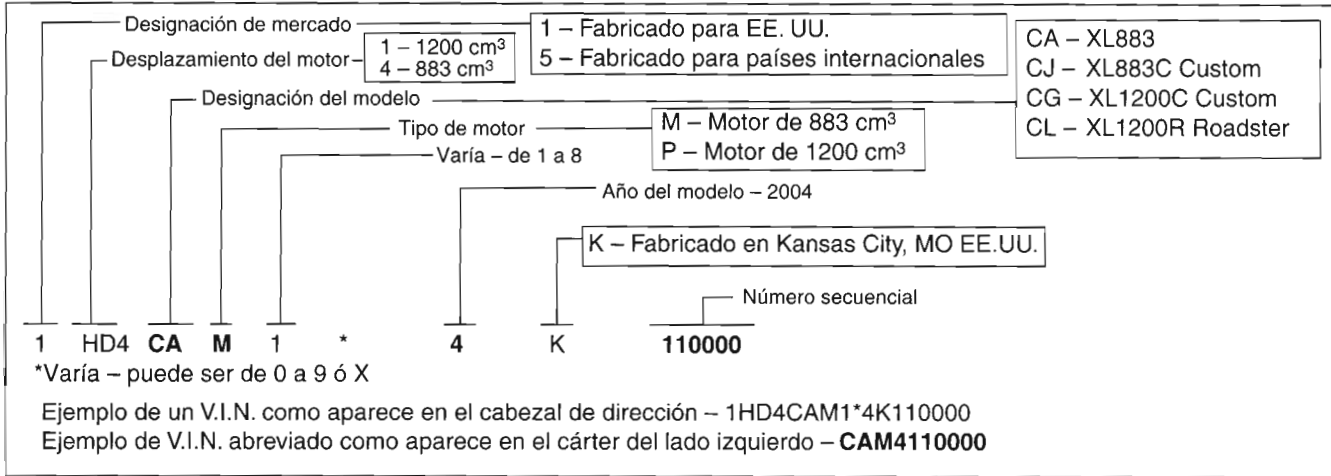 Designación de mercado
1 – Fabricado para EE. UU.
5 – Fabricado para países internacionales
Desplazamiento del motor
1 – 1200 cm³
4 – 883 cm³
CA – XL883
CJ – XL883C Custom
CG – XL1200C Custom
CL – XL1200R Roadster
Designación del modelo
Tipo de motor
M – Motor de 883 cm³
P – Motor de 1200 cm³
Varía – de 1 a 8
Año del modelo – 2004
K – Fabricado en Kansas City, MO EE.UU.
Número secuencial
1 HD4 CA M 1 * 4 K 110000
*Varía – puede ser de 0 a 9 ó X
Ejemplo de un V.I.N. como aparece en el cabezal de dirección – 1HD4CAM1*4K110000
Ejemplo de V.I.N. abreviado como aparece en el cárter del lado izquierdo – CAM4110000